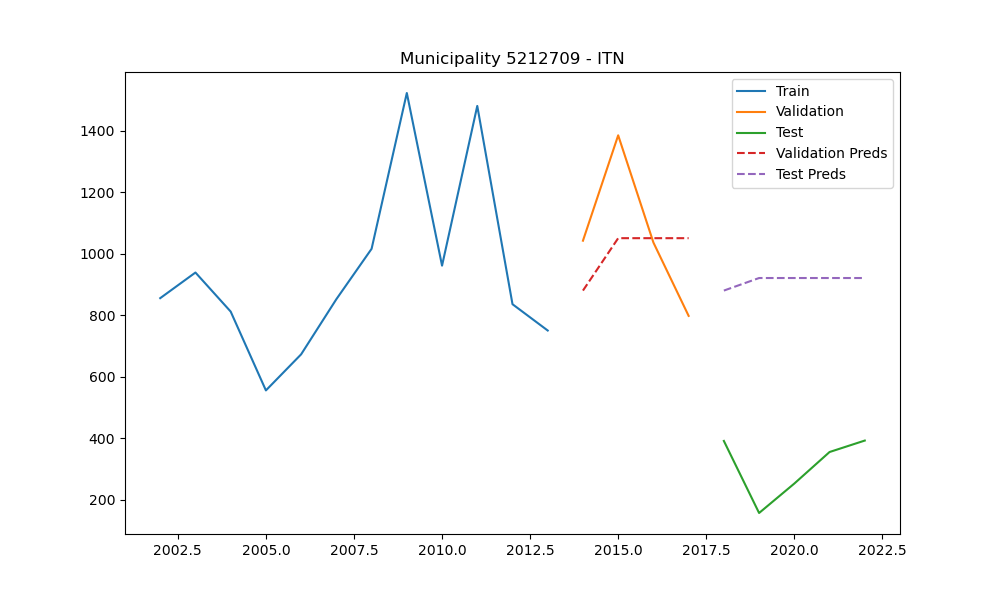 Municipality 5212709 - ITN
Train
Validation
Test
Validation Preds
Test Preds
1400
1200
1000
800
600
400
200
2002.5 2005.0 2007.5 2010.0 2012.5 2015.0 2017.5 2020.0 2022.5